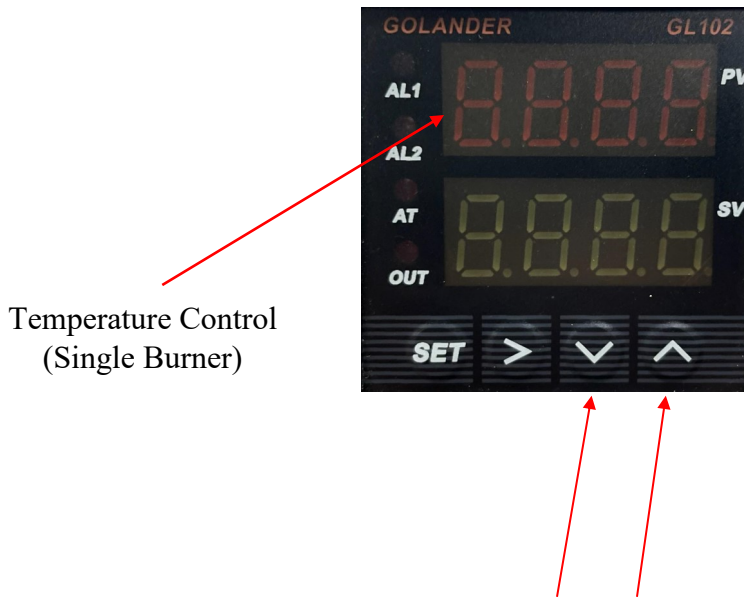 GOLANDER GL102
AL1
PV
AL2
AT
SV
OUT
Temperature Control
(Single Burner)
SET > ∨ ∧